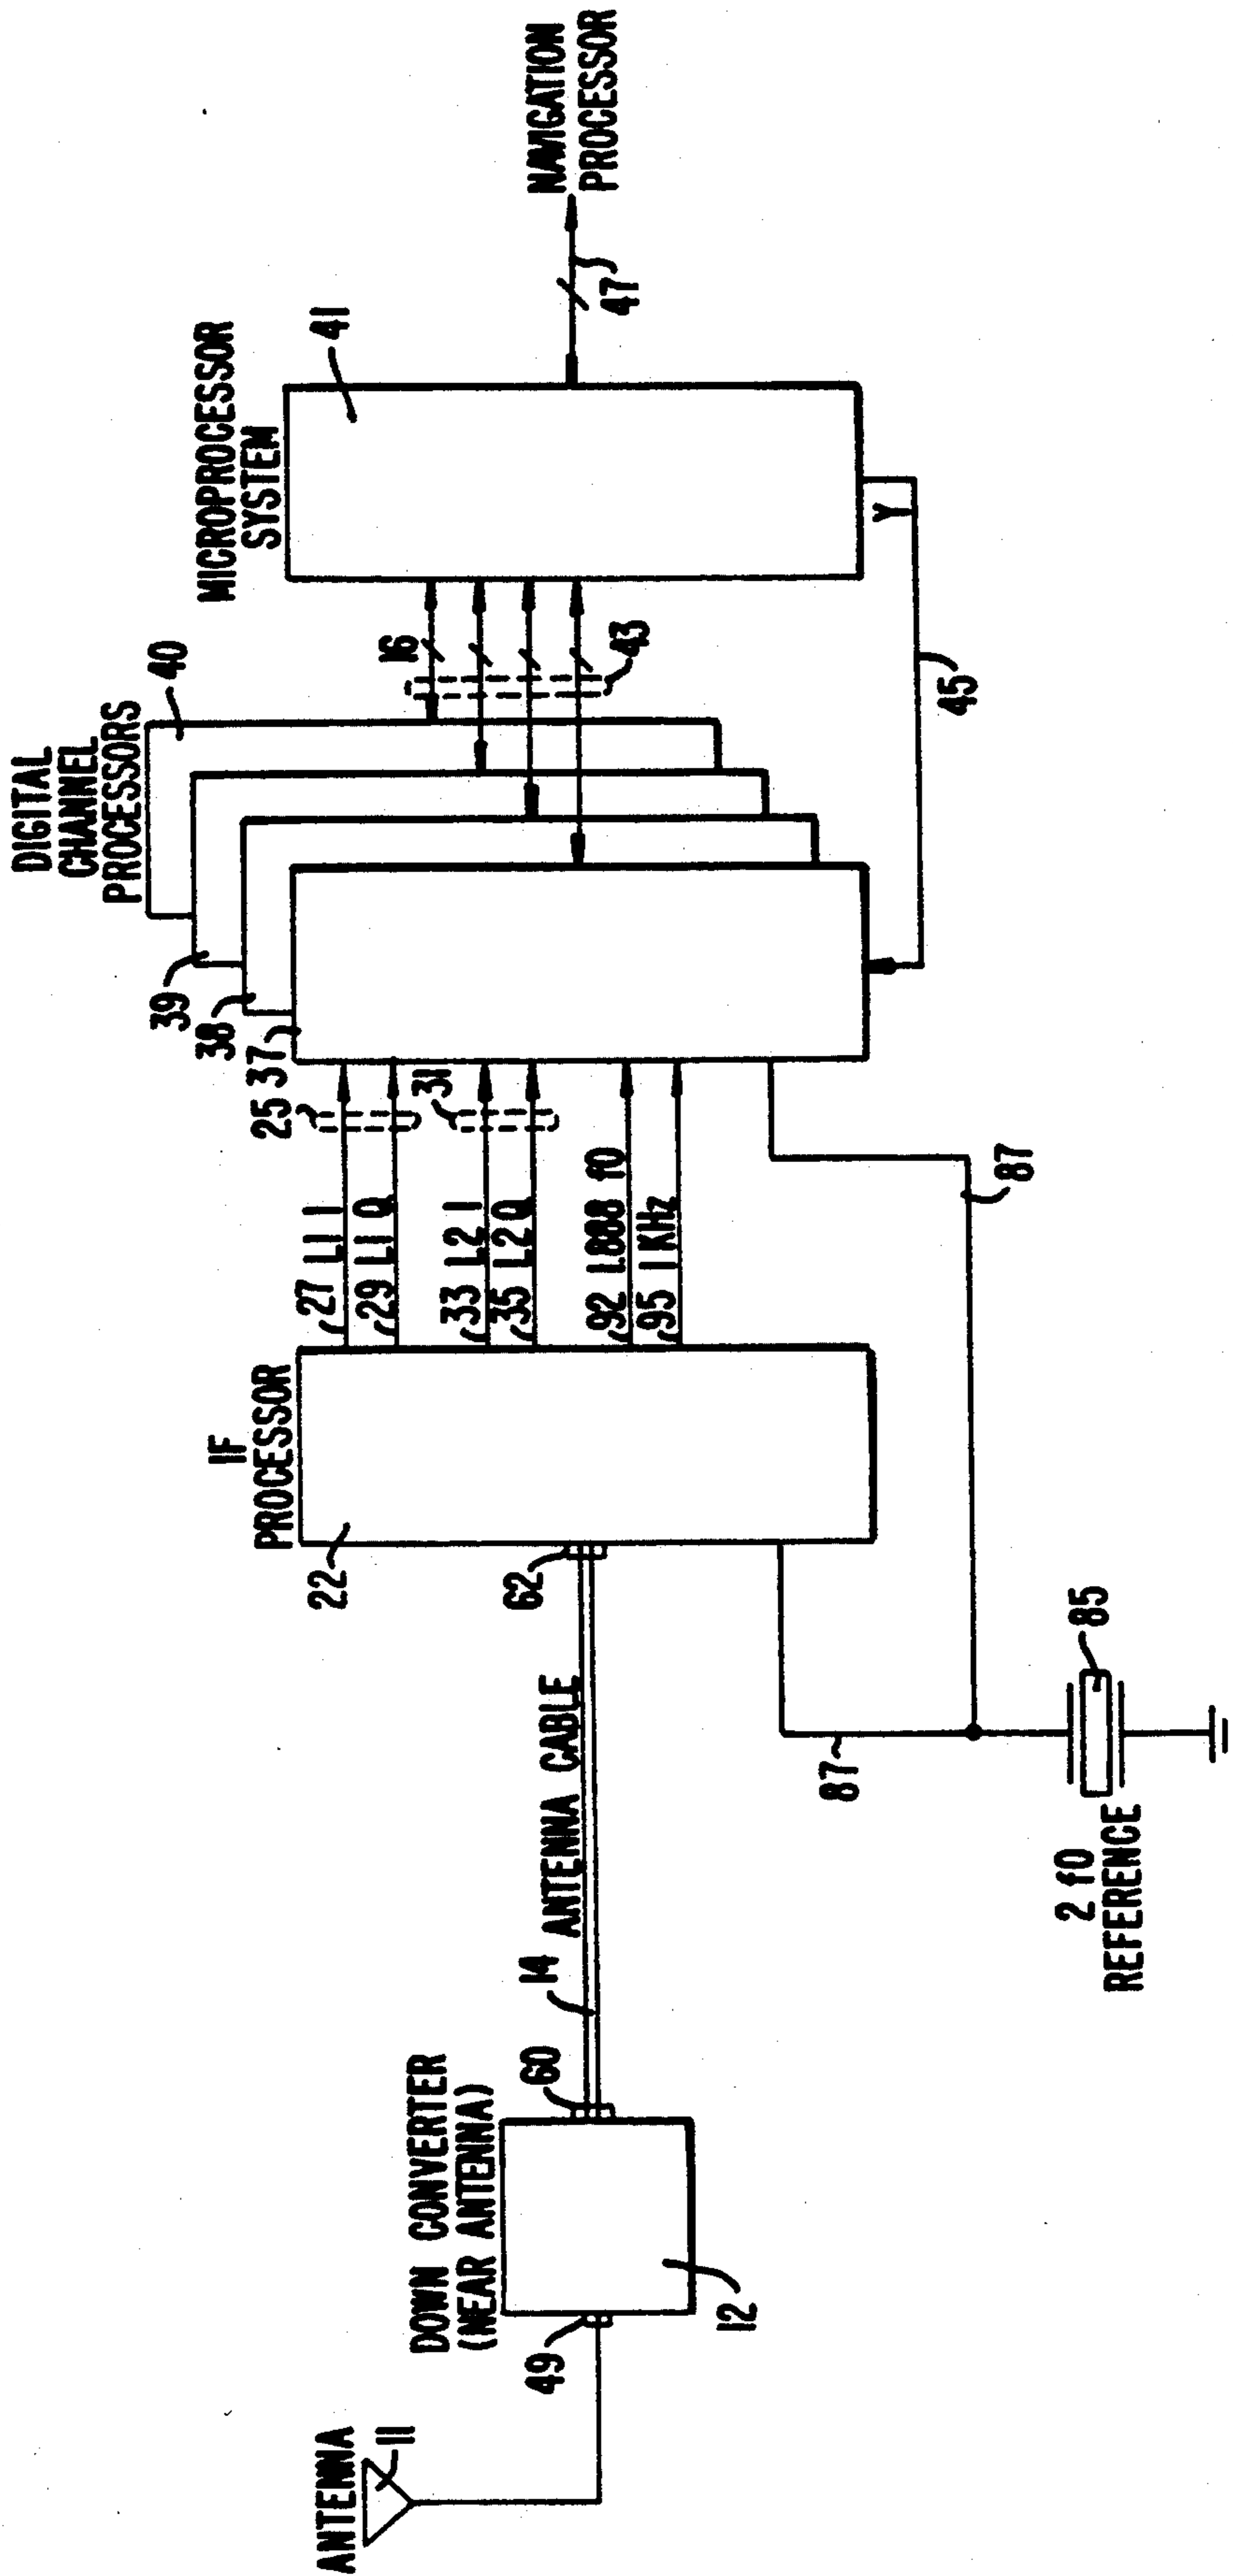 ANTENNA
11
49
DOWN CONVERTER
(NEAR ANTENNA)
12
60
14
ANTENNA CABLE
62
2 f0
REFERENCE
85
87
87
IF
PROCESSOR
22
27 L1 I
29 L1 Q
33 L2 I
35 L2 Q
92 1.888 f0
95 1 KHz
25
31
37
38
39
40
DIGITAL
CHANNEL
PROCESSORS
16
43
MICROPROCESSOR
SYSTEM
41
Y
45
47
NAVIGATION
PROCESSOR